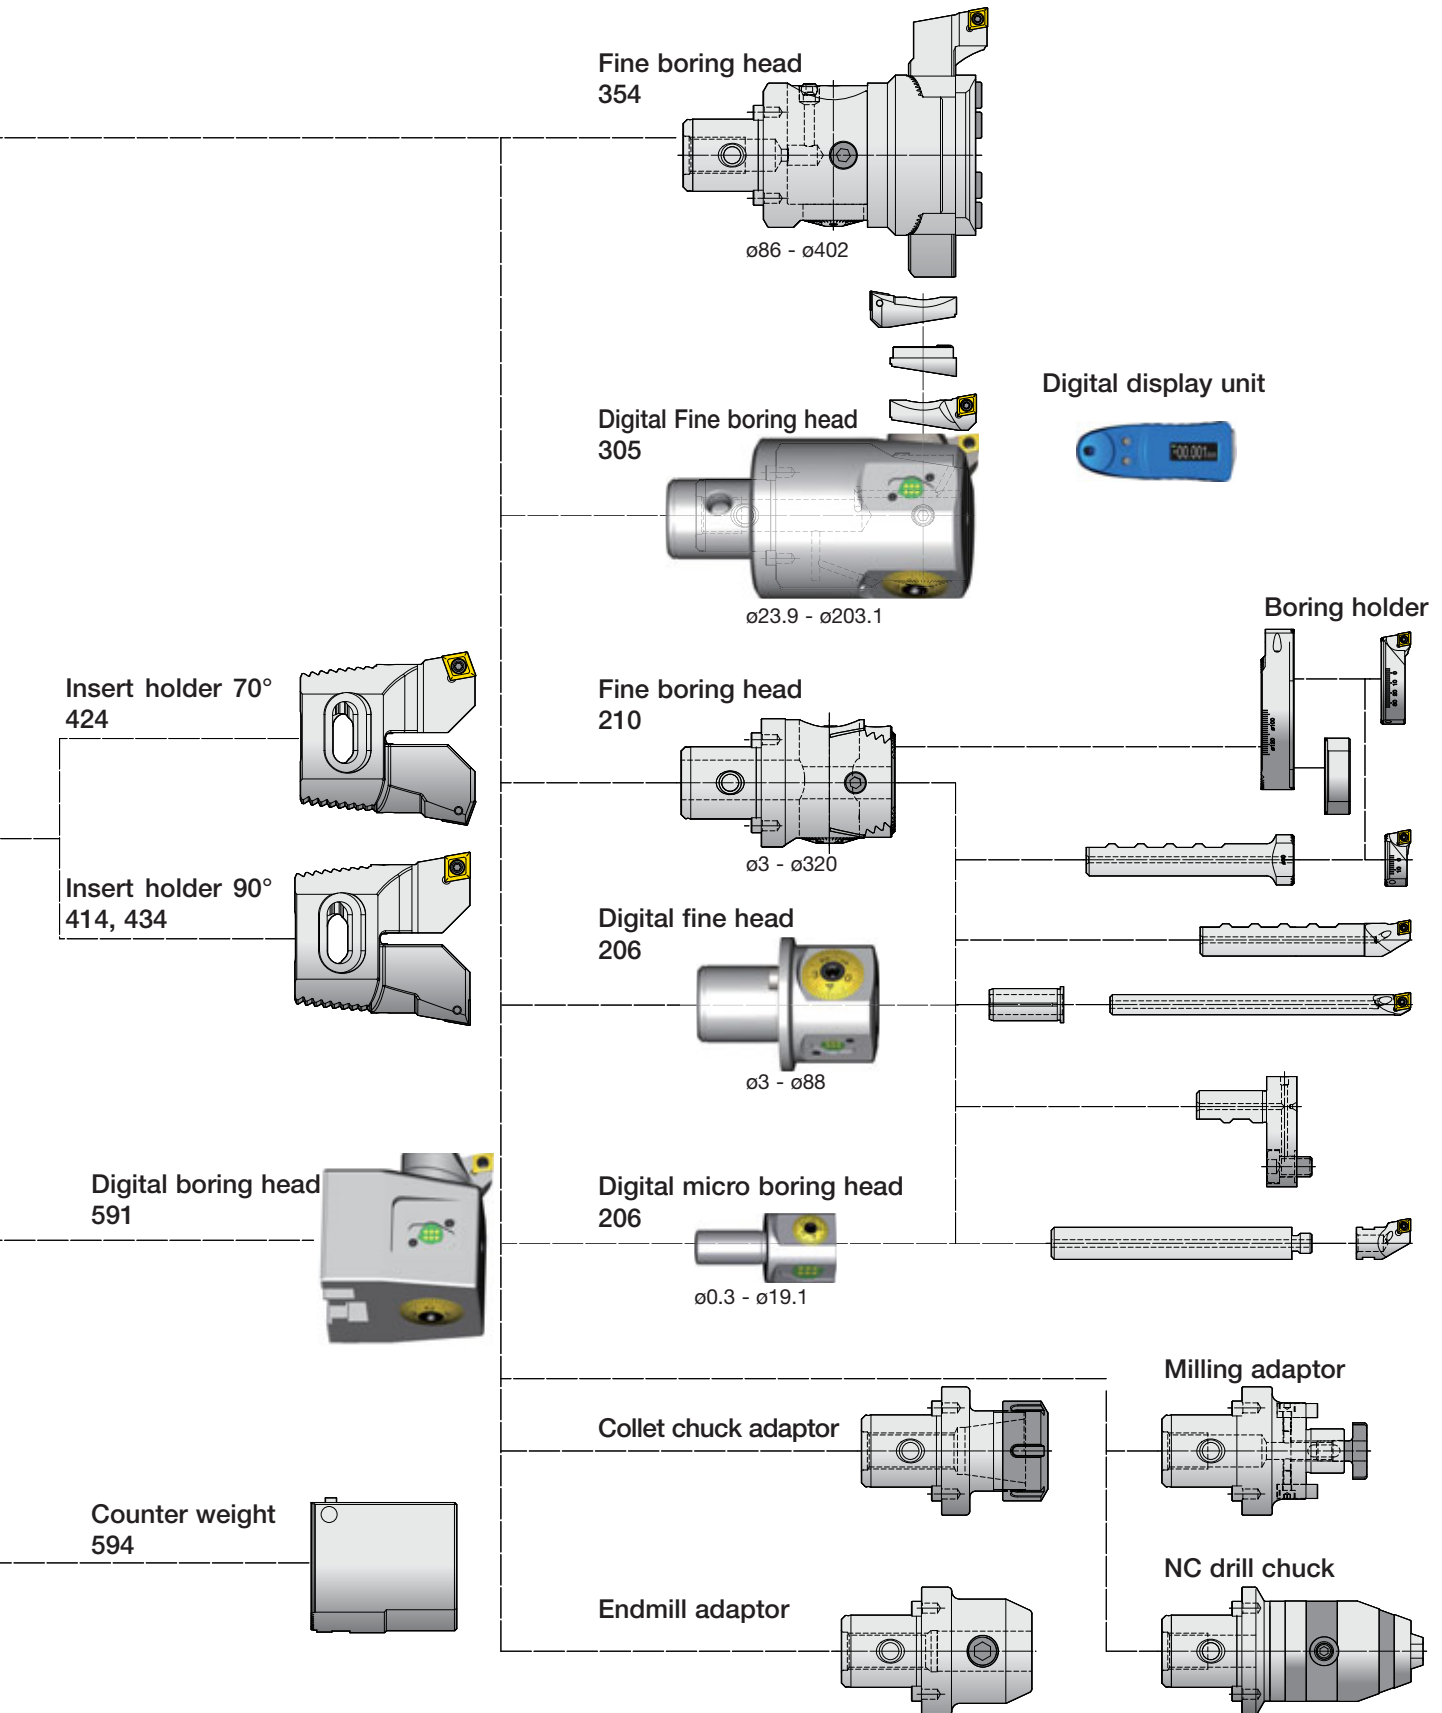 Fine boring head
354
ø86 - ø402
Digital display unit
00.001
Digital Fine boring head
305
ø23.9 - ø203.1
Boring holder
Insert holder 70°
424
Fine boring head
210
ø3 - ø320
Insert holder 90°
414, 434
Digital fine head
206
ø3 - ø88
Digital boring head
591
Digital micro boring head
206
ø0.3 - ø19.1
Milling adaptor
Collet chuck adaptor
Counter weight
594
NC drill chuck
Endmill adaptor